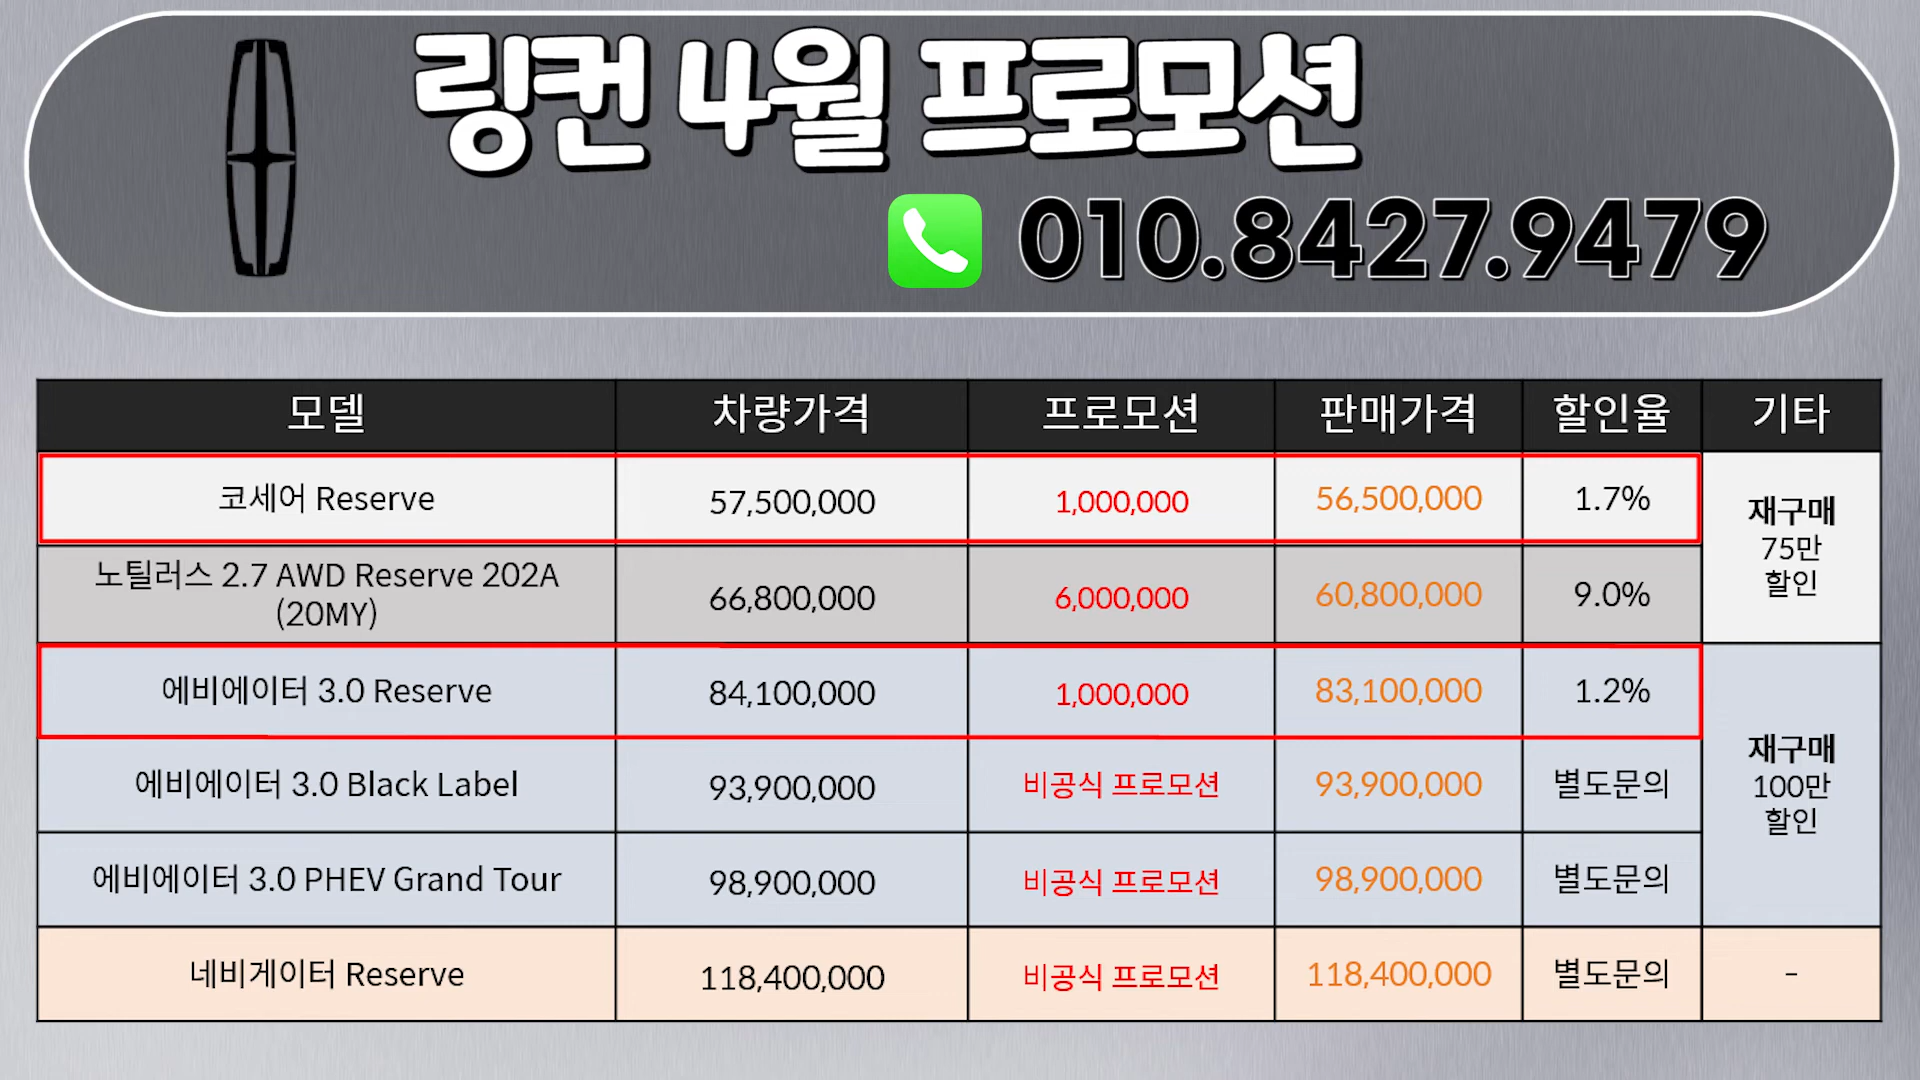 링컨 4월 프로모션
010.8427.9479
모델 차량가격 프로모션 판매가격 할인율 기타
코세어 Reserve 57,500,000 1,000,000 56,500,000 1.7%
재구매
75만
할인
노틸러스 2.7 AWD Reserve 202A
(20MY)
66,800,000 6,000,000 60,800,000 9.0%
에비에이터 3.0 Reserve 84,100,000 1,000,000 83,100,000 1.2%
재구매
100만
할인
에비에이터 3.0 Black Label 93,900,000 비공식 프로모션 93,900,000 별도문의
에비에이터 3.0 PHEV Grand Tour 98,900,000 비공식 프로모션 98,900,000 별도문의
네비게이터 Reserve 118,400,000 비공식 프로모션 118,400,000 별도문의 -